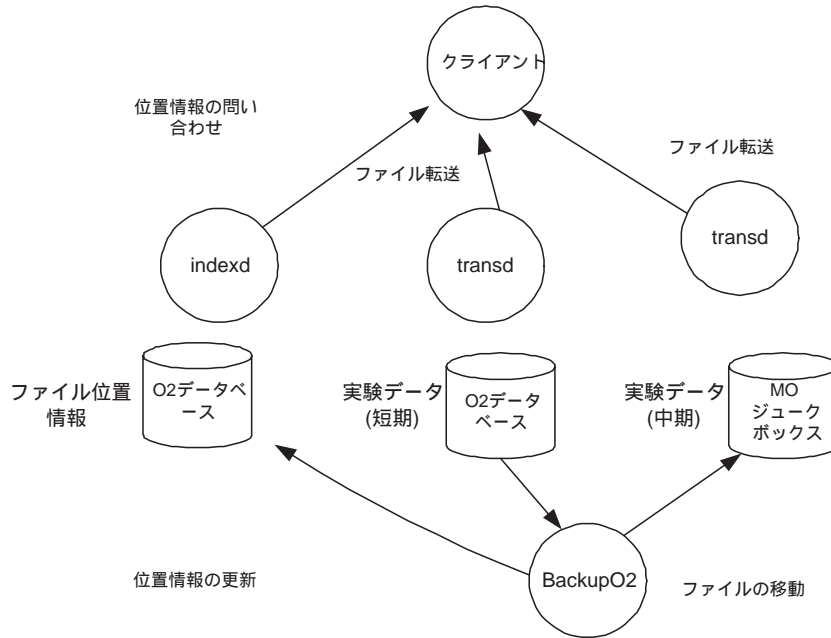 クライアント
位置情報の問い
合わせ
ファイル転送
ファイル転送
indexd
transd
transd
ファイル位置
情報
O2データベ
ース
実験データ
(短期)
O2データ
ベース
実験データ
(中期)
MO
ジューク
ボックス
位置情報の更新
BackupO2
ファイルの移動